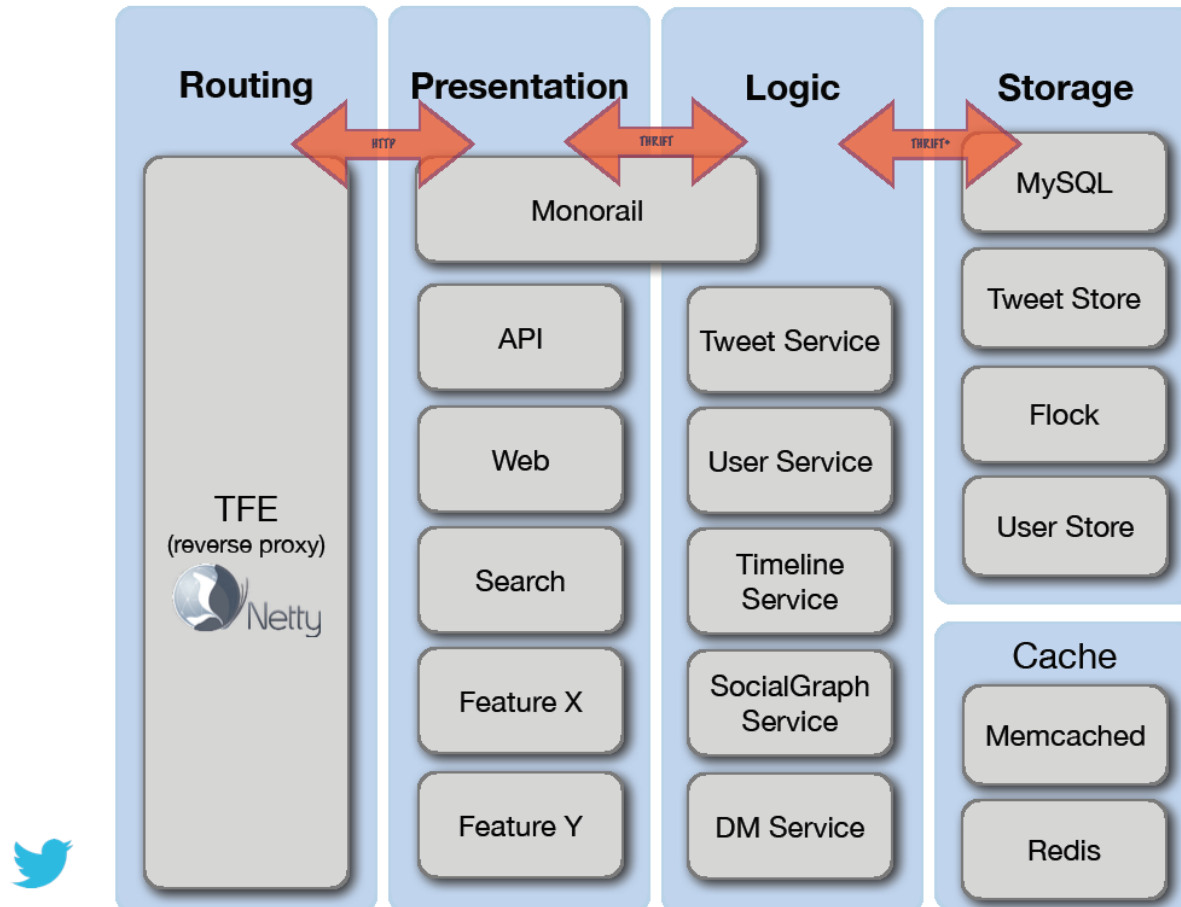 Routing
Presentation
Logic
Storage
HTTP
THRIFT
THRIFT*
TFE
(reverse proxy)
Netty
Monorail
API
Web
Search
Feature X
Feature Y
Tweet Service
User Service
Timeline
Service
SocialGraph
Service
DM Service
MySQL
Tweet Store
Flock
User Store
Cache
Memcached
Redis